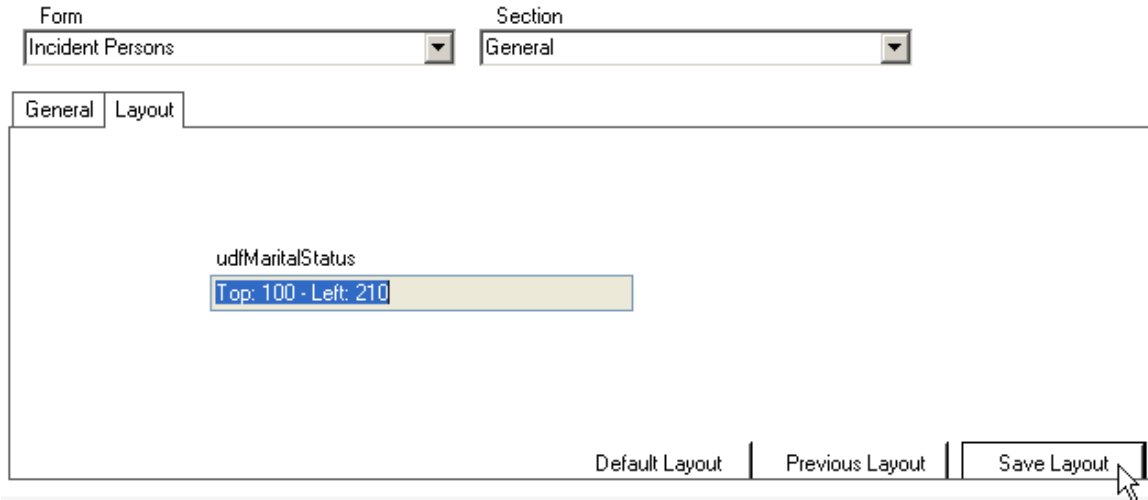 Form Section
Incident Persons General
General Layout
udfMaritalStatus
Top: 100 - Left: 210
Default Layout Previous Layout Save Layout